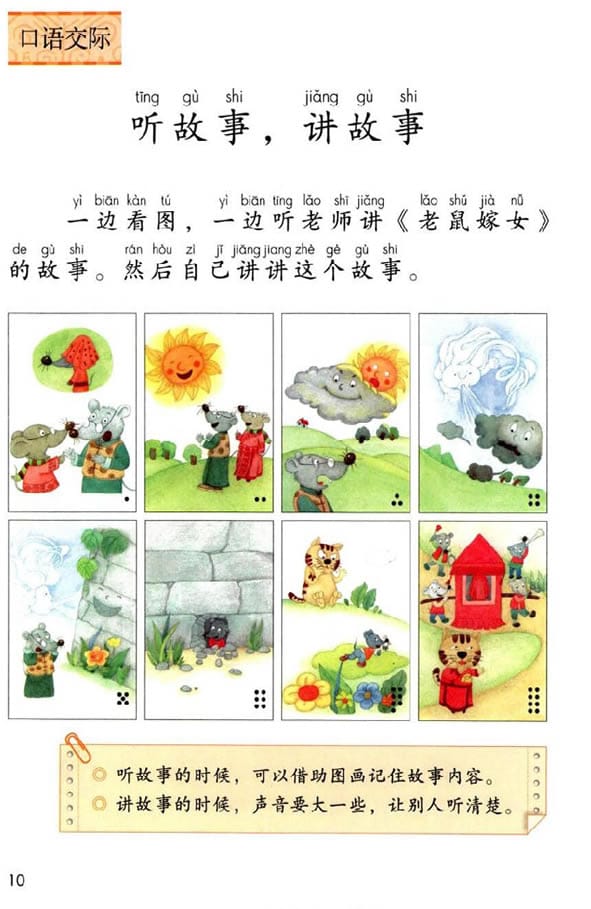 口语交际
tīng gù shi jiǎng gù shi
听故事，讲故事
yì biān kàn tú yì biān tīng lǎo shī jiǎng lǎo shǔ jià nǚ
一边看图，一边听老师讲《老鼠嫁女》
de gù shi rán hòu zì jǐ jiǎng jiang zhè gè gù shi
的故事。然后自己讲讲这个故事。
听故事的时候，可以借助图画记住故事内容。
讲故事的时候，声音要大一些，让别人听清楚。
10